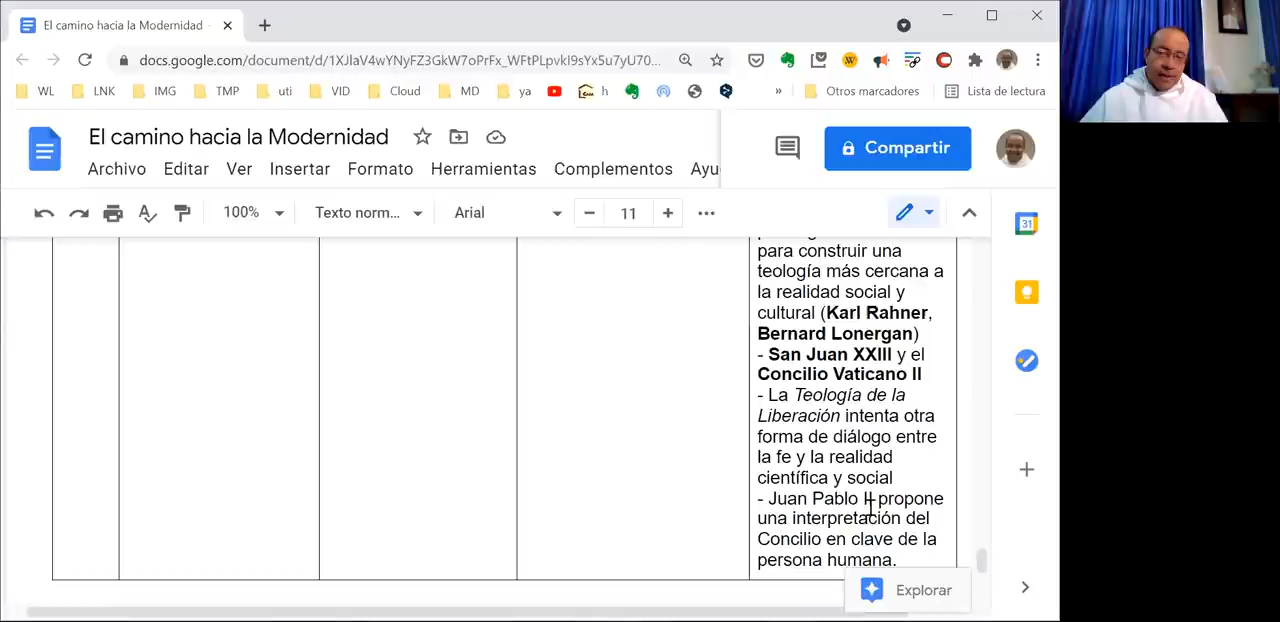 El camino hacia la Modernidad
docs.google.com/document/d/1XJIaV4wYNyFZ3GkW7oPrFx_WFtPLpvkI9sYx5u7yU70...
WL LNK IMG TMP uti VID Cloud MD ya h » Otros marcadores Lista de lectura
El camino hacia la Modernidad
Compartir
Archivo Editar Ver Insertar Formato Herramientas Complementos Ayu
100% Texto norm... Arial 11
31
para construir una
teología más cercana a
la realidad social y
cultural (Karl Rahner,
Bernard Lonergan)
- San Juan XXIII y el
Concilio Vaticano II
- La Teología de la
Liberación intenta otra
forma de diálogo entre
la fe y la realidad
científica y social
- Juan Pablo II propone
una interpretación del
Concilio en clave de la
persona humana.
Explorar